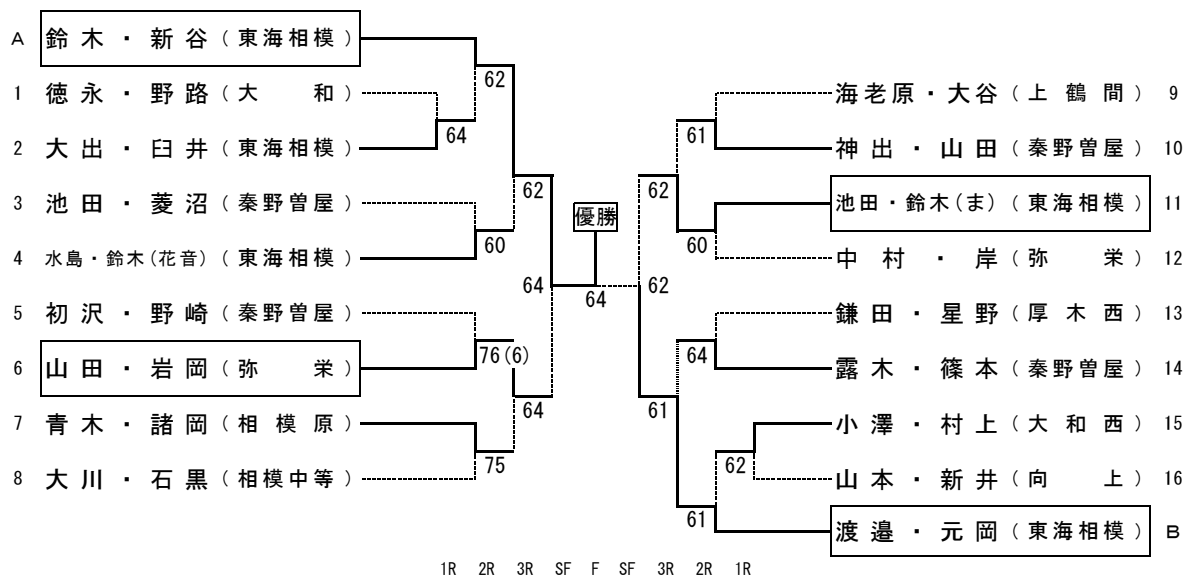 A 鈴木・新谷(東海相模)
1 徳永・野路(大和)
2 大出・臼井(東海相模)
3 池田・菱沼(秦野曽屋)
4 水島・鈴木(花音)(東海相模)
5 初沢・野崎(秦野曽屋)
6 山田・岩岡(弥栄)
7 青木・諸岡(相模原)
8 大川・石黒(相模中等)
62
64
60
76(6)
75
62
64
64
優勝
64
62
62
61
61
60
64
62
61
海老原・大谷(上鶴間) 9
神出・山田(秦野曽屋) 10
池田・鈴木(ま)(東海相模) 11
中村・岸(弥栄) 12
鎌田・星野(厚木西) 13
露木・篠本(秦野曽屋) 14
小澤・村上(大和西) 15
山本・新井(向上) 16
渡邉・元岡(東海相模) B
1R 2R 3R SF F SF 3R 2R 1R